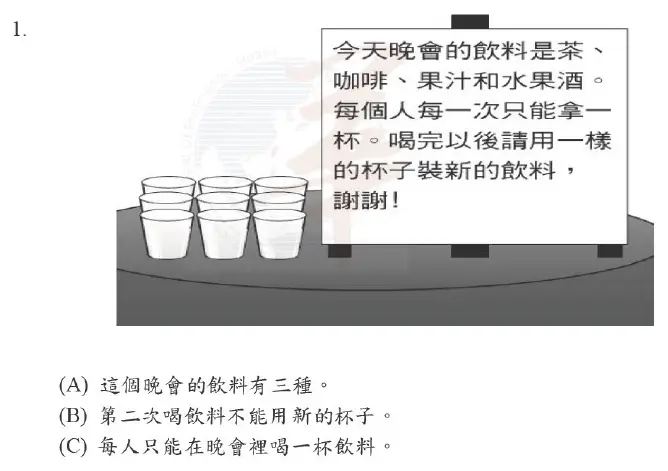 1.
今天晚會的飲料是茶、
咖啡、果汁和水果酒。
每個人每一次只能拿一
杯。喝完以後請用一樣
的杯子裝新的飲料，
謝謝!
(A) 這個晚會的飲料有三種。
(B) 第二次喝飲料不能用新的杯子。
(C) 每人只能在晚會裡喝一杯飲料。